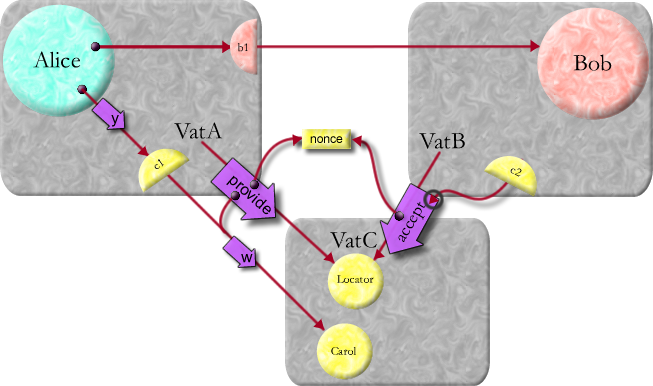 Alice
b1
Bob
y
VatA
nonce
VatB
c1
provide
c2
accept
w
VatC
Locator
Carol